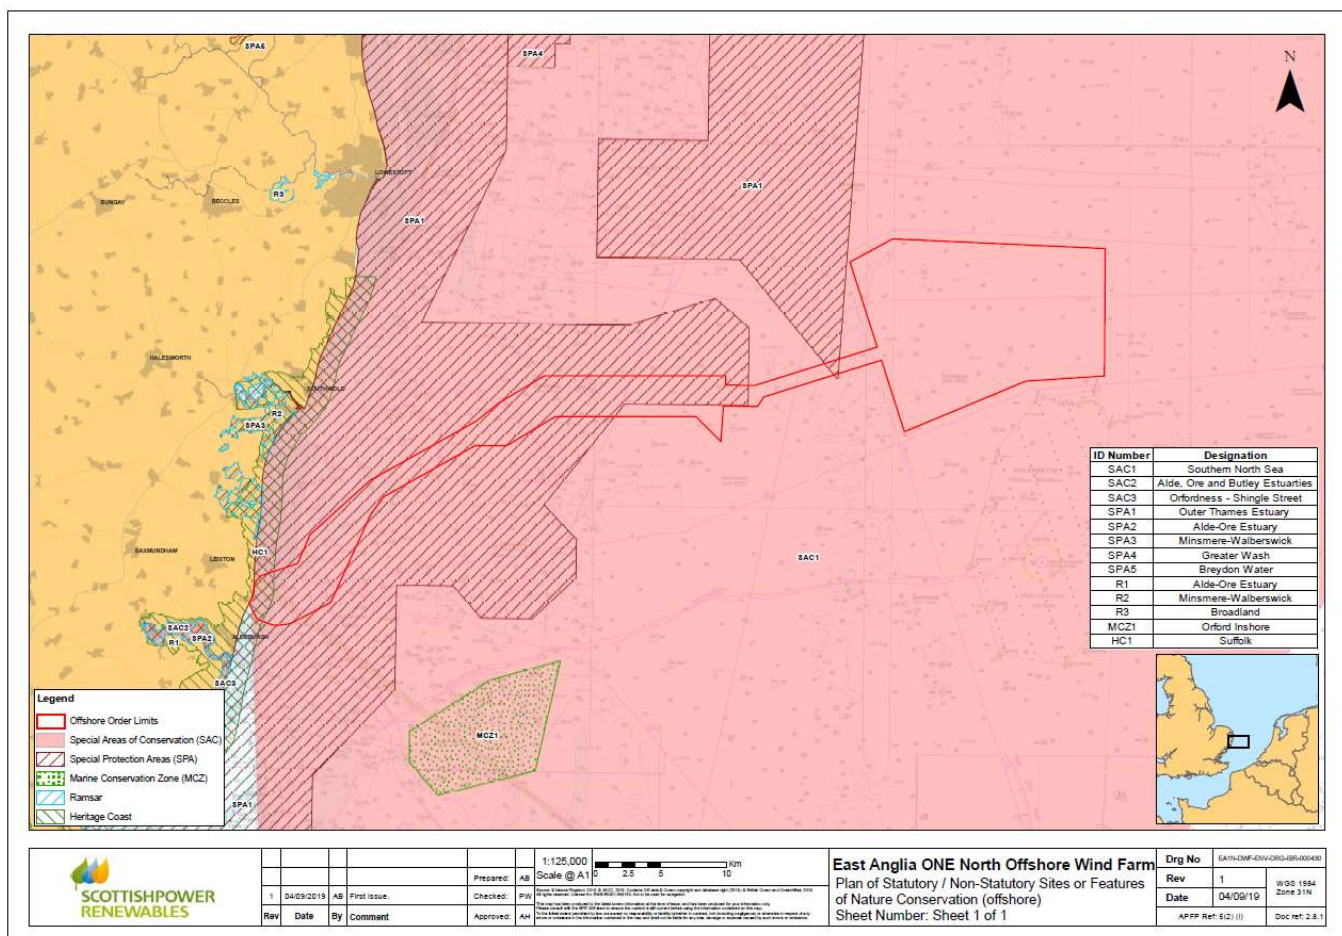 SPA5
SPA4
N
LOWESTOFT
R3
BUNGAY
BECCLES
SPA1
SPA1
HALESWORTH
SOUTHWOLD
R2
SPA3
SAXMUNDHAM
LEISTON
HC1
SAC1
SAC2
R1
SPA2
ALDEBURGH
SAC3
MCZ1
SPA1
ID Number Designation
SAC1 Southern North Sea
SAC2 Alde, Ore and Butley Estuarties
SAC3 Orfordness - Shingle Street
SPA1 Outer Thames Estuary
SPA2 Alde-Ore Estuary
SPA3 Minsmere-Walberswick
SPA4 Greater Wash
SPA5 Breydon Water
R1 Alde-Ore Estuary
R2 Minsmere-Walberswick
R3 Broadland
MCZ1 Orford Inshore
HC1 Suffolk
Legend
Offshore Order Limits
Special Areas of Conservation (SAC)
Special Protection Areas (SPA)
Marine Conservation Zone (MCZ)
Ramsar
Heritage Coast
SCOTTISHPOWER
RENEWABLES
1 04/09/2019 AB First Issue.
Rev Date By Comment
Prepared: AB
Checked: PW
Approved: AH
1:125,000
Scale @ A1
0 2.5 5 10 Km
East Anglia ONE North Offshore Wind Farm
Plan of Statutory / Non-Statutory Sites or Features
of Nature Conservation (offshore)
Sheet Number: Sheet 1 of 1
Drg No EA1N-DWF-ENV-DRG-IBR-000430
Rev 1
Date 04/09/19
WGS 1984
Zone 31N
APFP Ref: 5(2) (l) Doc ref: 2.8.1